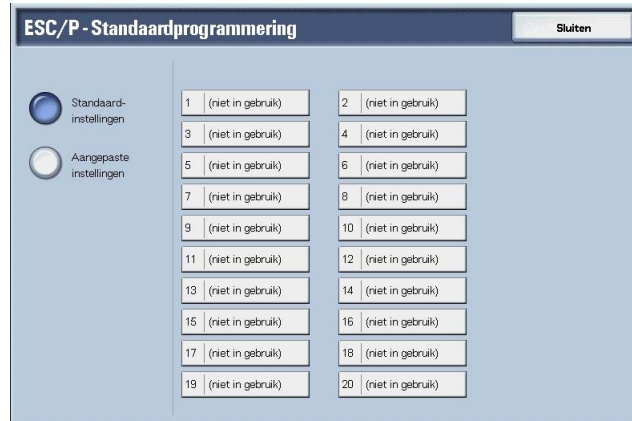 ESC/P - Standaardprogrammering
Sluiten
Standaard-
instellingen
Aangepaste
instellingen
1 (niet in gebruik)
2 (niet in gebruik)
3 (niet in gebruik)
4 (niet in gebruik)
5 (niet in gebruik)
6 (niet in gebruik)
7 (niet in gebruik)
8 (niet in gebruik)
9 (niet in gebruik)
10 (niet in gebruik)
11 (niet in gebruik)
12 (niet in gebruik)
13 (niet in gebruik)
14 (niet in gebruik)
15 (niet in gebruik)
16 (niet in gebruik)
17 (niet in gebruik)
18 (niet in gebruik)
19 (niet in gebruik)
20 (niet in gebruik)